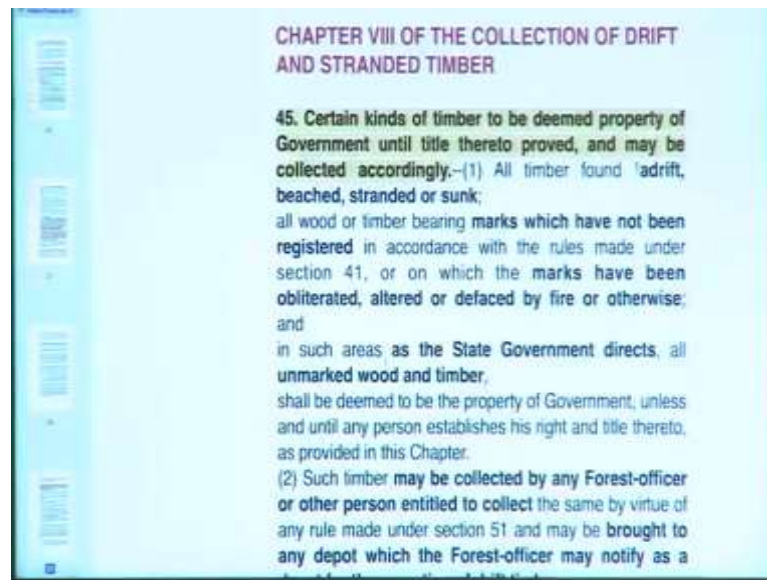 CHAPTER VIII OF THE COLLECTION OF DRIFT
AND STRANDED TIMBER
45. Certain kinds of timber to be deemed property of
Government until title thereto proved, and may be
collected accordingly.–(1) All timber found 'adrift,
beached, stranded or sunk;
all wood or timber bearing marks which have not been
registered in accordance with the rules made under
section 41, or on which the marks have been
obliterated, altered or defaced by fire or otherwise;
and
in such areas as the State Government directs, all
unmarked wood and timber,
shall be deemed to be the property of Government, unless
and until any person establishes his right and title thereto,
as provided in this Chapter.
(2) Such timber may be collected by any Forest-officer
or other person entitled to collect the same by virtue of
any rule made under section 51 and may be brought to
any depot which the Forest-officer may notify as a